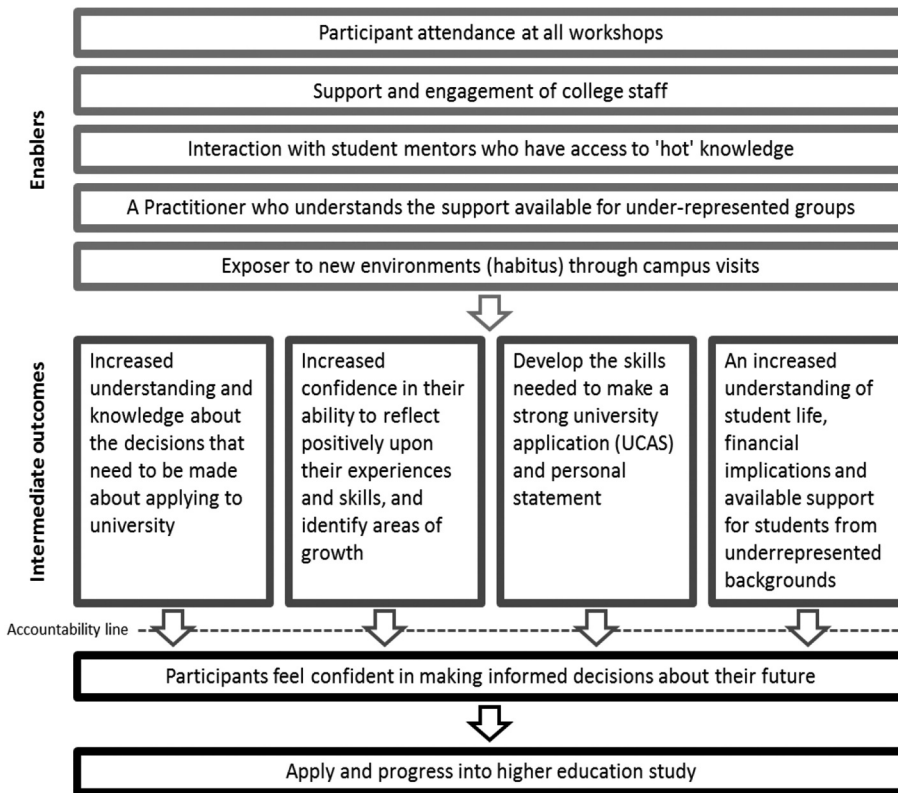 Enablers
Participant attendance at all workshops
Support and engagement of college staff
Interaction with student mentors who have access to 'hot' knowledge
A Practitioner who understands the support available for under-represented groups
Exposer to new environments (habitus) through campus visits
Intermediate outcomes
Increased
understanding and
knowledge about
the decisions that
need to be made
about applying to
university
Increased
confidence in their
ability to reflect
positively upon
their experiences
and skills, and
identify areas of
growth
Develop the skills
needed to make a
strong university
application (UCAS)
and personal
statement
An increased
understanding of
student life,
financial
implications and
available support
for students from
underrepresented
backgrounds
Accountability line
Participants feel confident in making informed decisions about their future
Apply and progress into higher education study